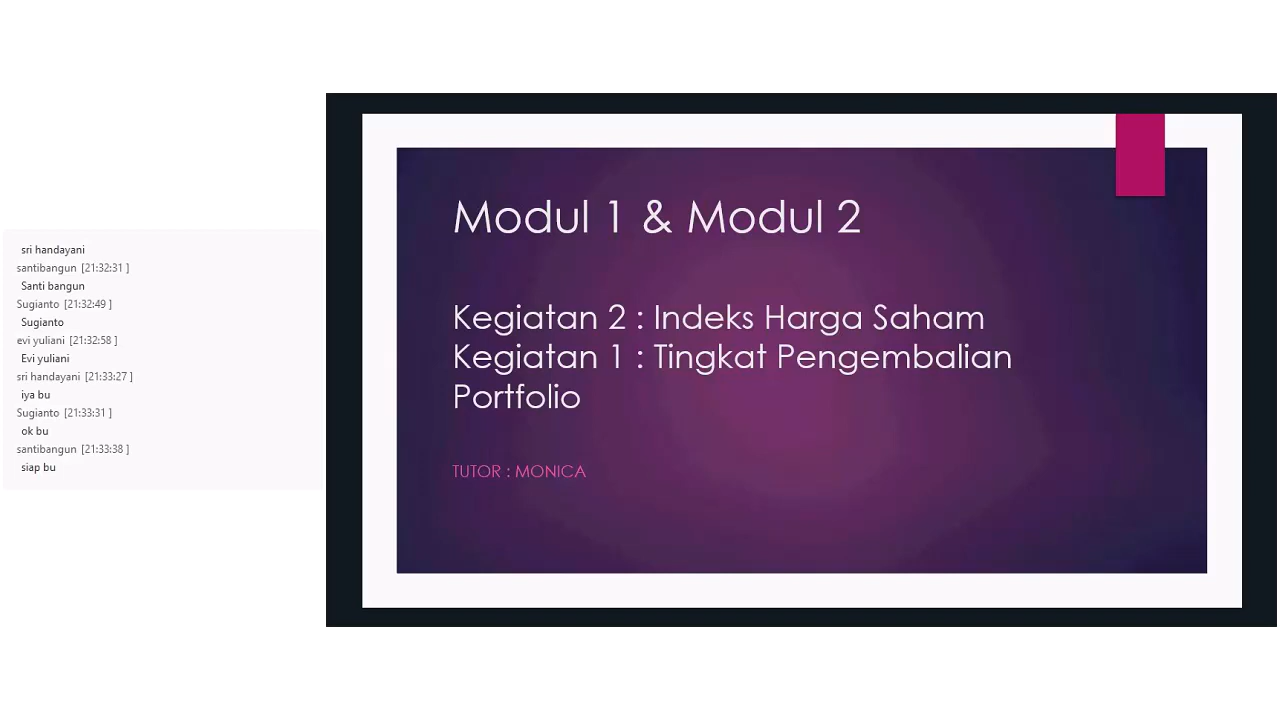 sri handayani
santibangun [21:32:31 ]
Santi bangun
Sugianto [21:32:49 ]
Sugianto
evi yuliani [21:32:58 ]
Evi yuliani
sri handayani [21:33:27 ]
iya bu
Sugianto [21:33:31 ]
ok bu
santibangun [21:33:38 ]
siap bu
Modul 1 & Modul 2
Kegiatan 2 : Indeks Harga Saham
Kegiatan 1 : Tingkat Pengembalian
Portfolio
TUTOR : MONICA